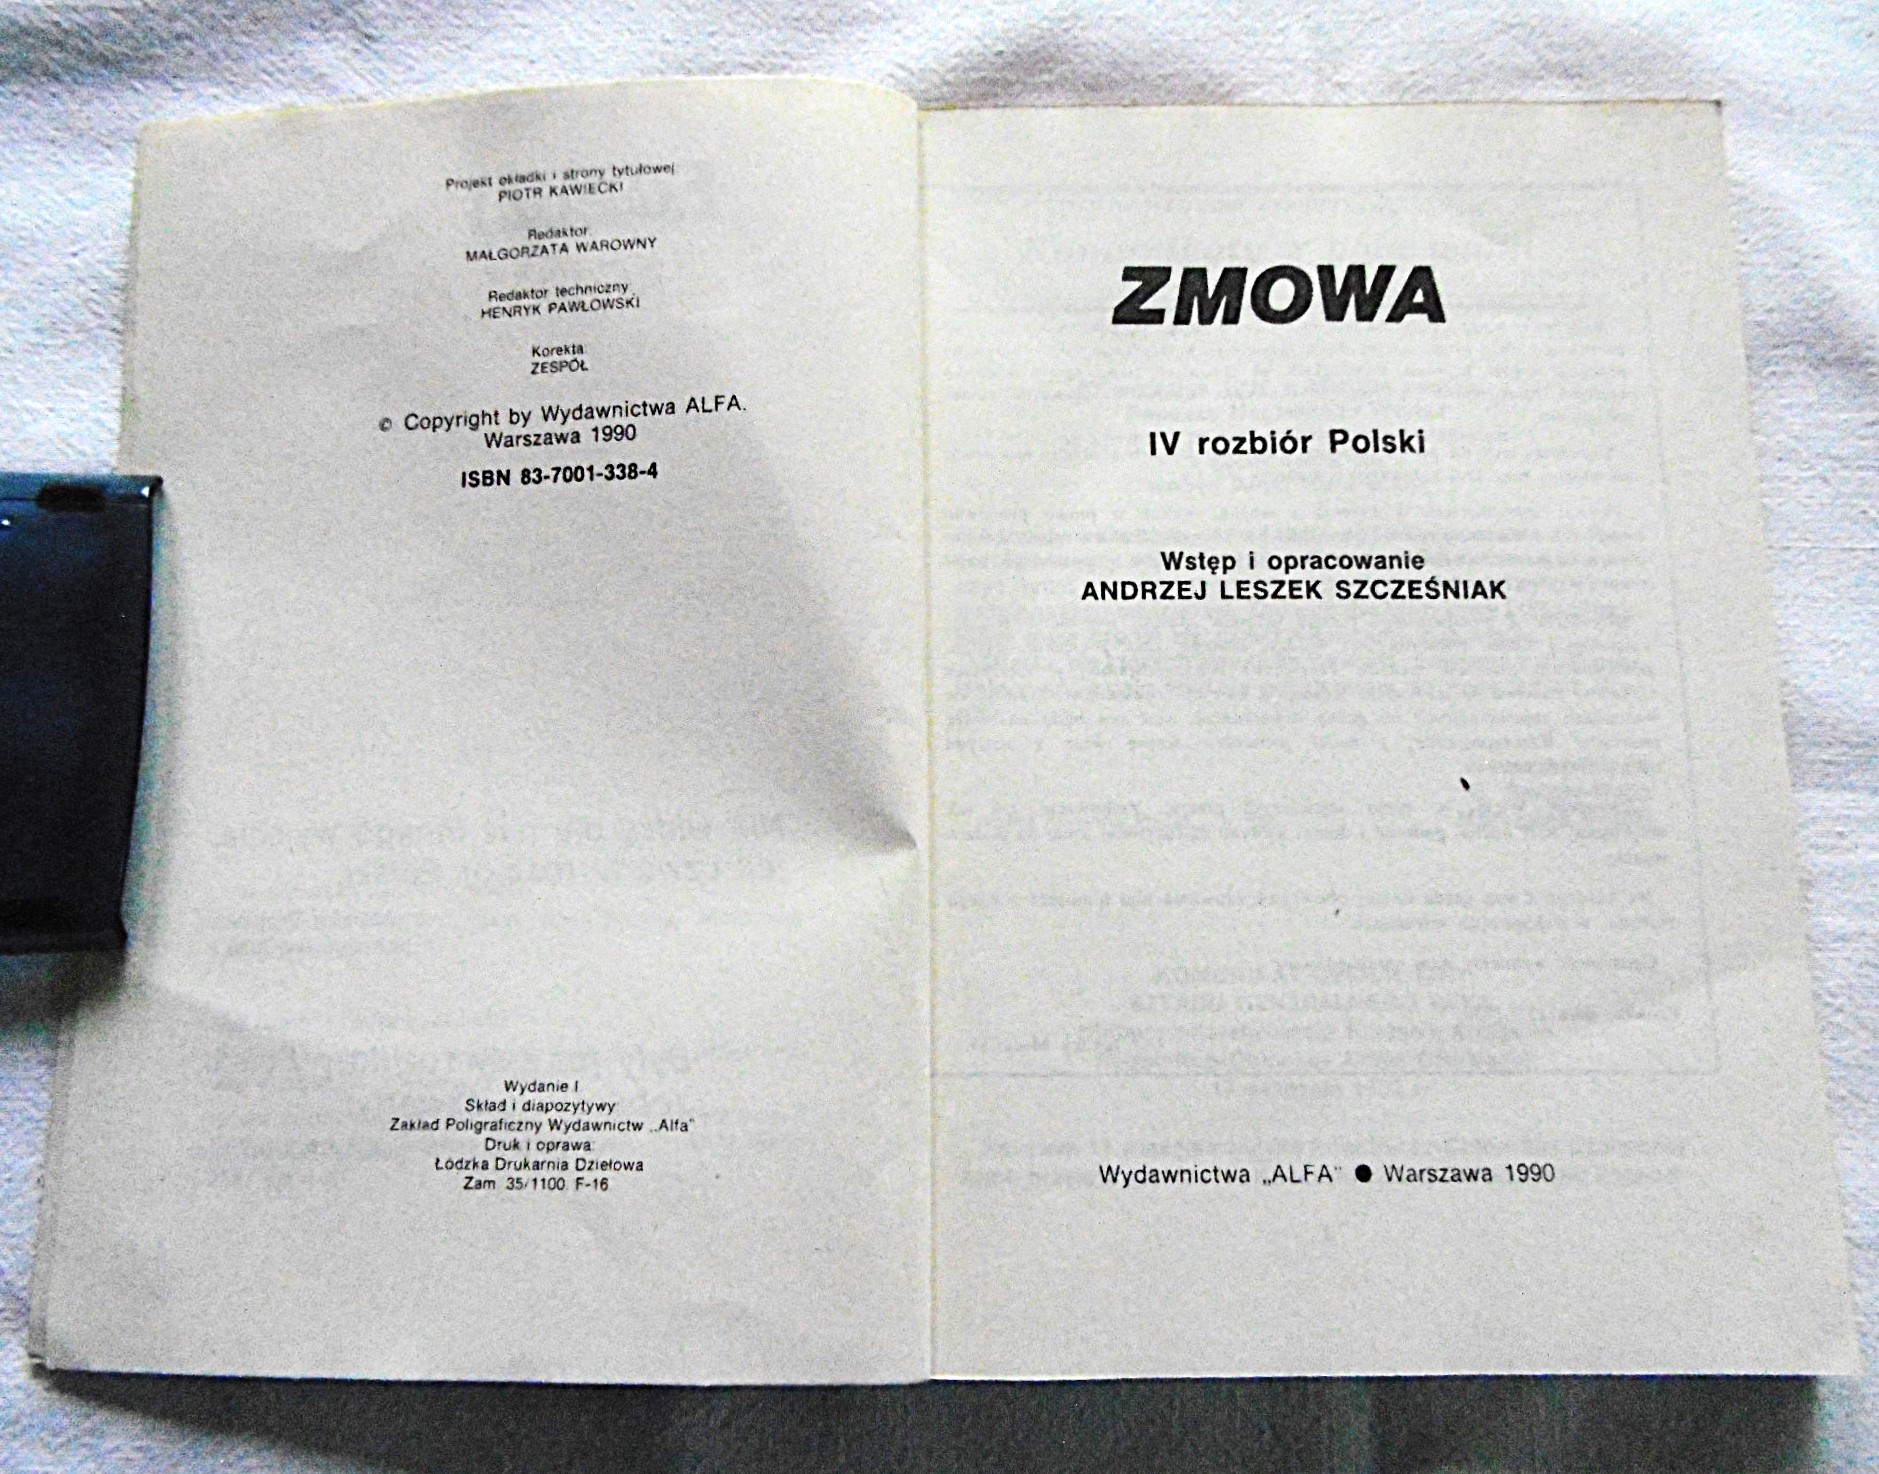 Projekt okładki i strony tytułowej
PIOTR KAWIECKI
Redaktor:
MAŁGORZATA WAROWNY
Redaktor techniczny:
HENRYK PAWŁOWSKI
Korekta:
ZESPÓŁ
© Copyright by Wydawnictwa ALFA.
Warszawa 1990
ISBN 83-7001-338-4
Wydanie I
Skład i diapozytywy:
Zakład Poligraficzny Wydawnictw „Alfa"
Druk i oprawa:
Łódzka Drukarnia Dziełowa
Zam. 35/1100. F-16
ZMOWA
IV rozbiór Polski
Wstęp i opracowanie
ANDRZEJ LESZEK SZCZEŚNIAK
Wydawnictwa „ALFA" ● Warszawa 1990